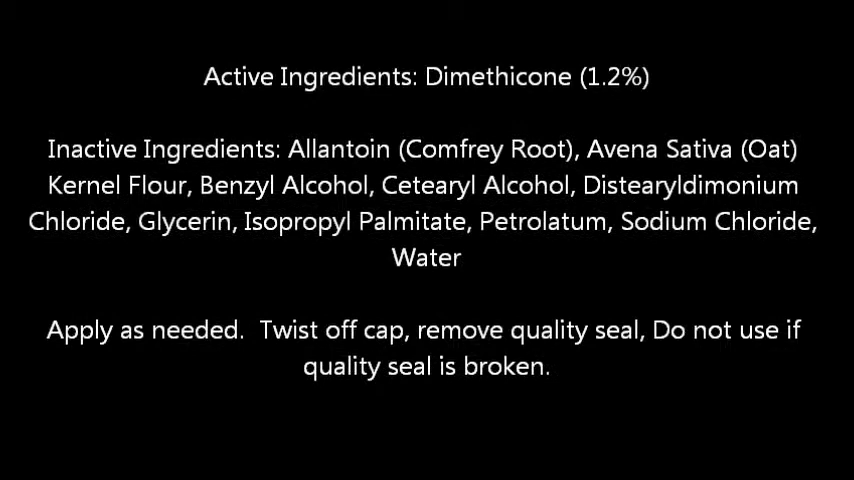 Active Ingredients: Dimethicone (1.2%)
Inactive Ingredients: Allantoin (Comfrey Root), Avena Sativa (Oat)
Kernel Flour, Benzyl Alcohol, Cetearyl Alcohol, Distearyldimonium
Chloride, Glycerin, Isopropyl Palmitate, Petrolatum, Sodium Chloride,
Water
Apply as needed.  Twist off cap, remove quality seal, Do not use if
quality seal is broken.